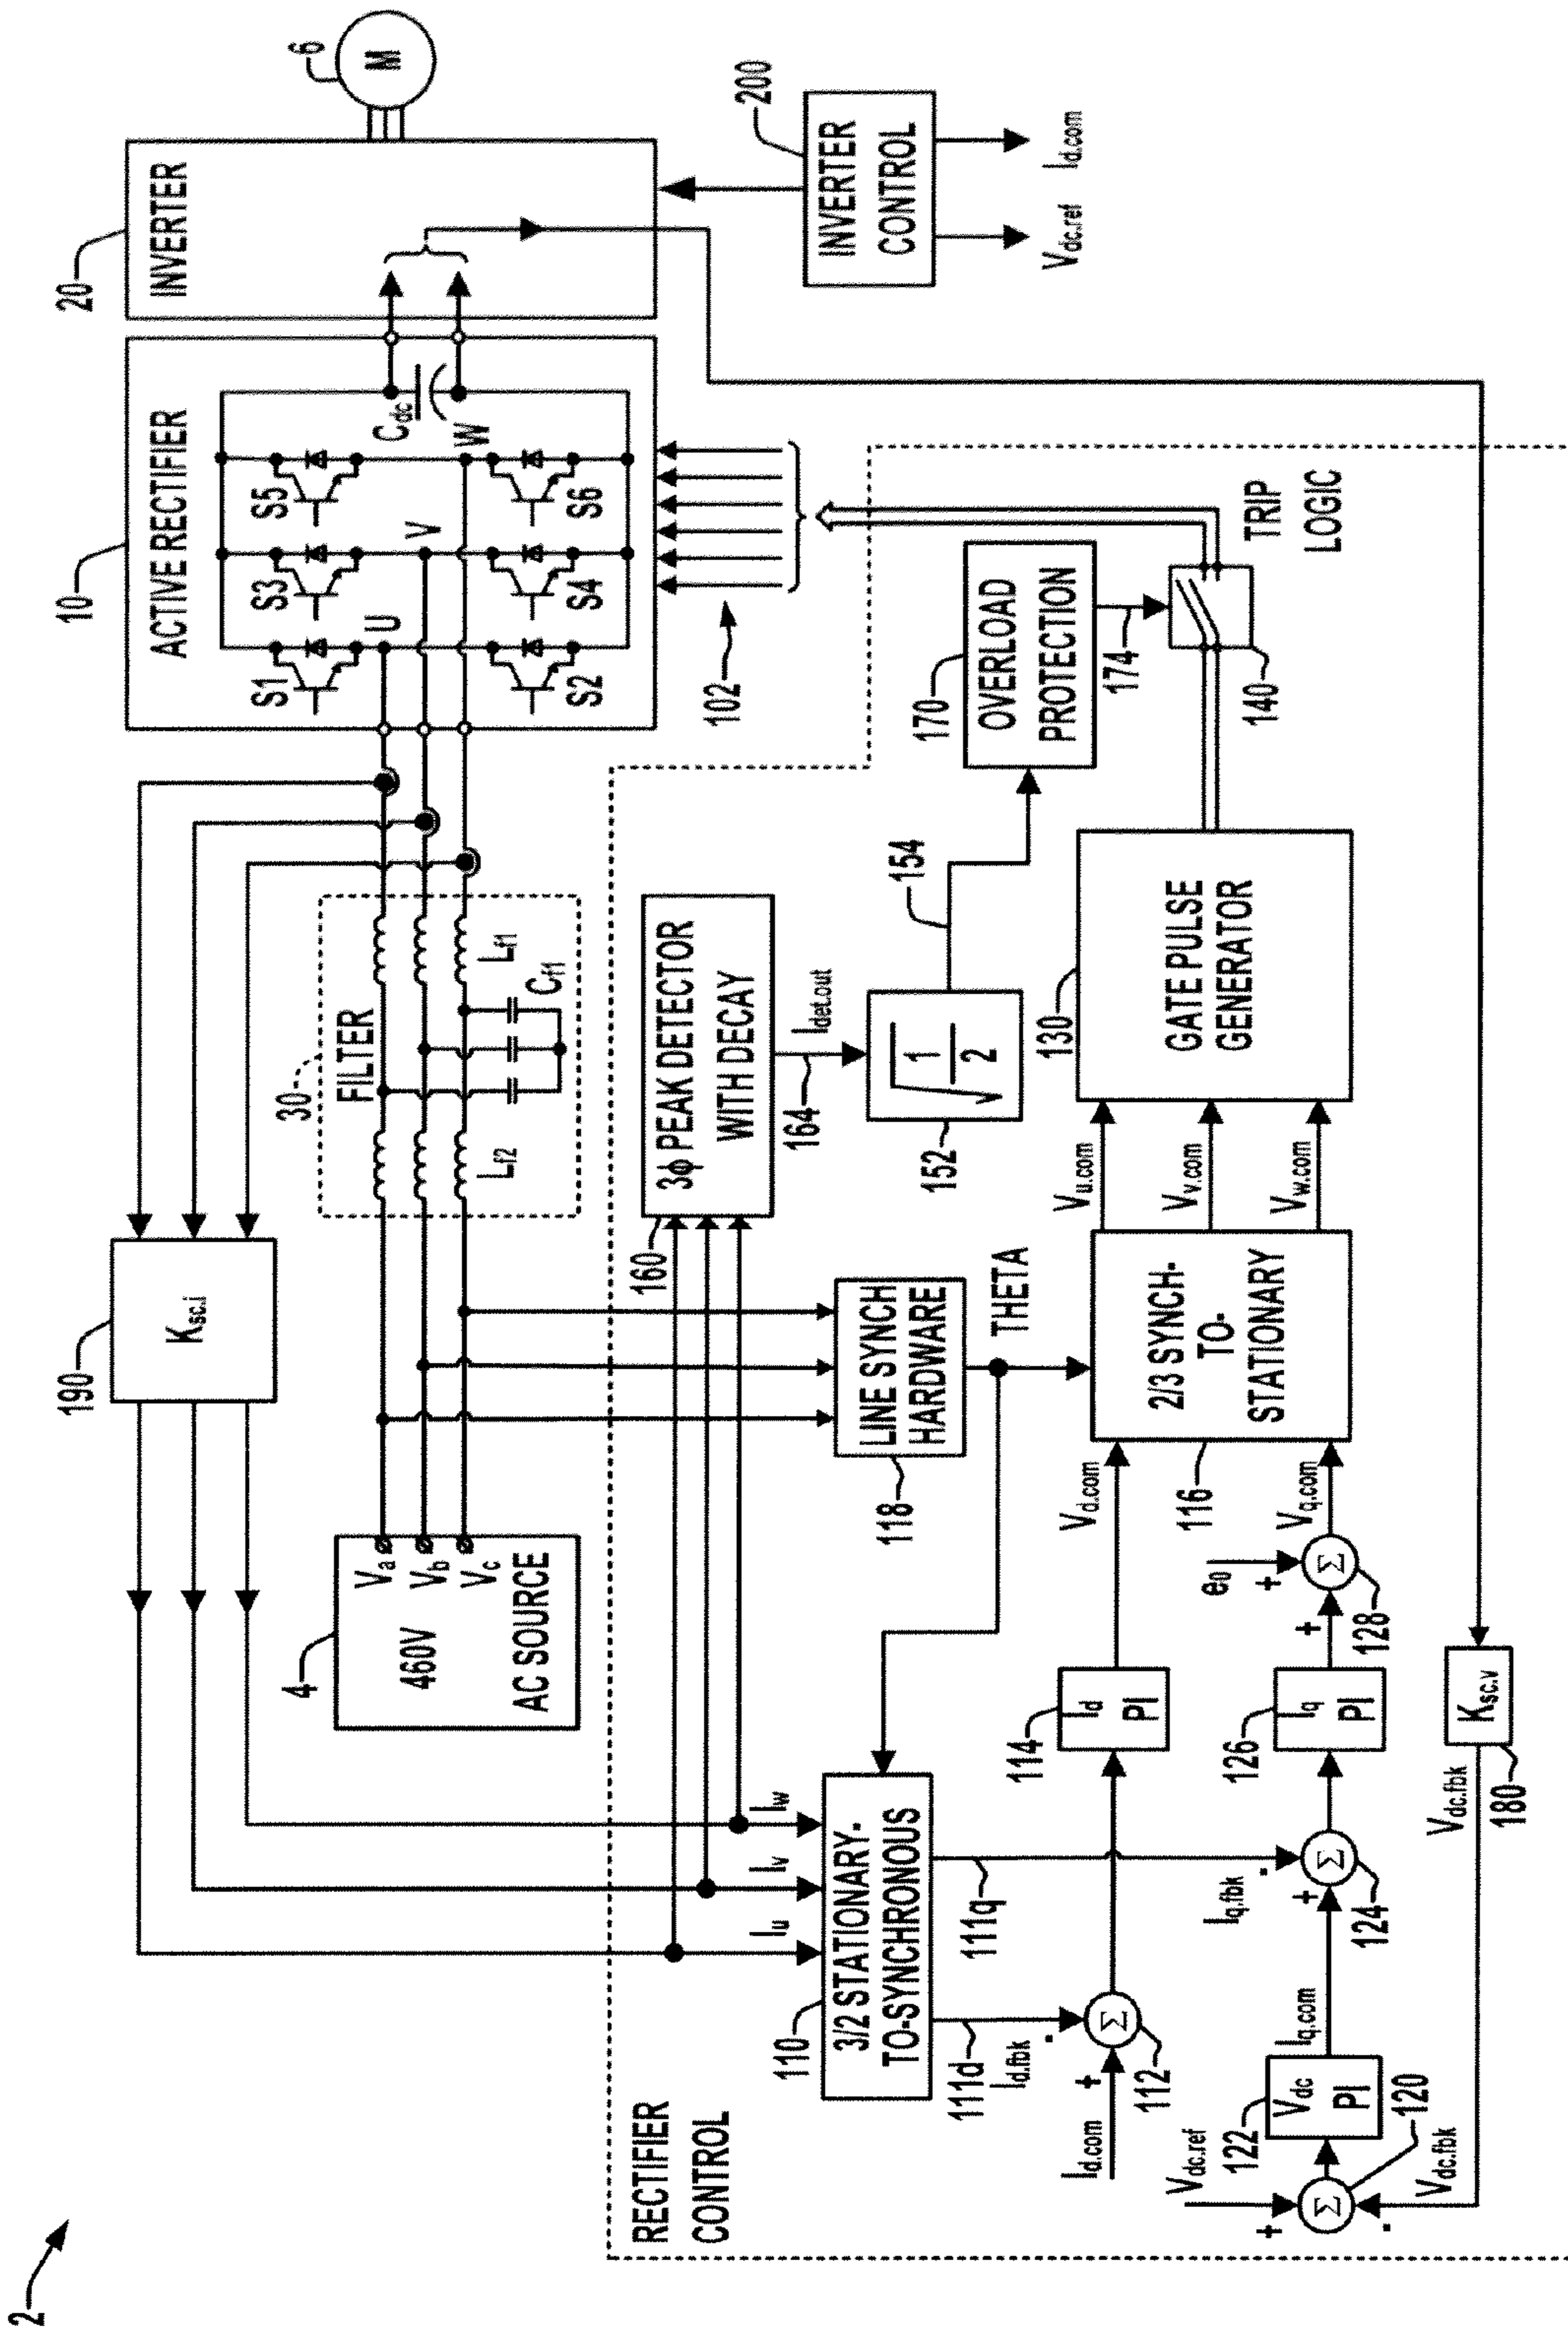 2
190
Ksc.i
4
460V
AC SOURCE
Va
Vb
Vc
30
FILTER
Lf2
Lf1
Cf1
10
ACTIVE RECTIFIER
S1
S3
S5
U
V
W
S2
S4
S6
Cdc
20
INVERTER
6
M
102
200
INVERTER
CONTROL
Vdc.ref
Id.com
RECTIFIER
CONTROL
Iu
Iv
Iw
110
3/2 STATIONARY-
TO-SYNCHRONOUS
160
3ϕ PEAK DETECTOR
WITH DECAY
164
Idet.out
118
LINE SYNCH
HARDWARE
THETA
152
√1/2
154
170
OVERLOAD
PROTECTION
174
140
TRIP
LOGIC
111d
Id.fbk
-
111q
Iq.fbk
-
Id.com
+
Σ
112
114
Id
PI
Vd.com
116
2/3 SYNCH-
TO-
STATIONARY
Vu.com
Vv.com
Vw.com
130
GATE PULSE
GENERATOR
Vdc.ref
+
Σ
-
120
Vdc.fbk
122
Vdc
PI
Iq.com
+
Σ
124
126
Iq
PI
+
e0
+
Σ
128
Vq.com
Vdc.fbk
180
Ksc.v